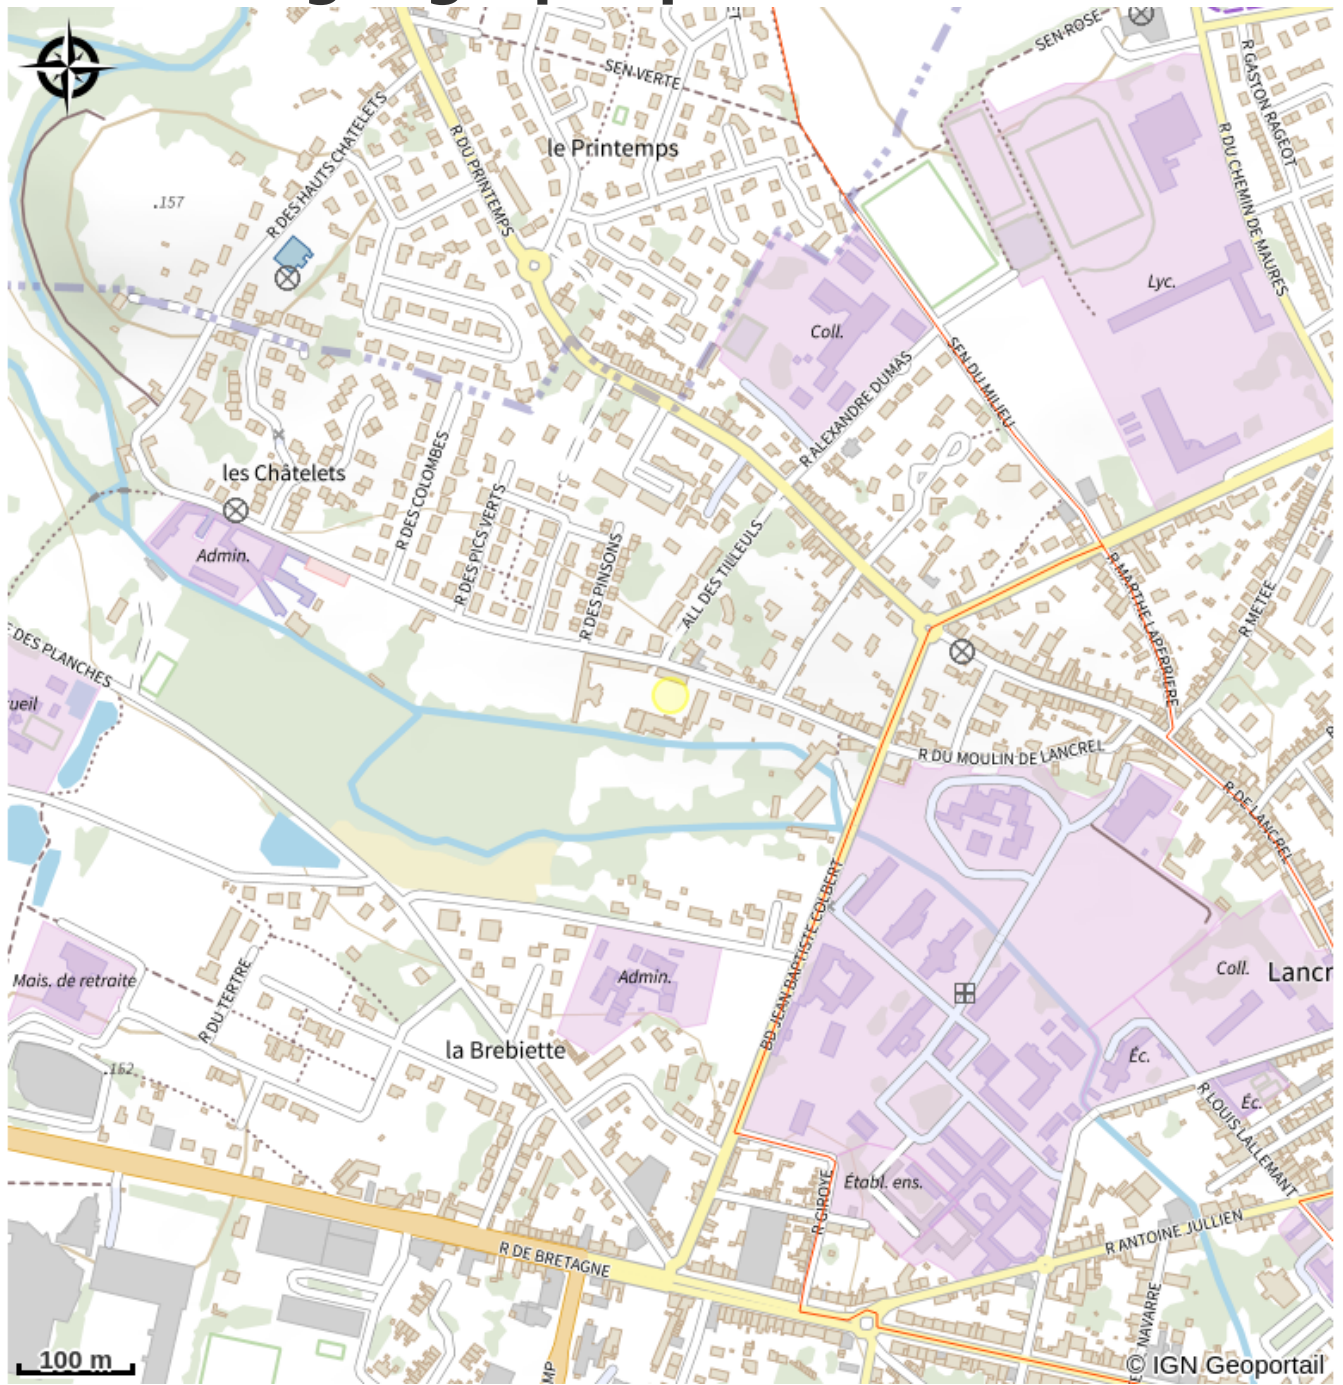 SEN ROSE
R GASTON RAGEOT
SEN VERTE
R DES HAUTS CHATELETS
R DU PRINTEMPS
le Printemps
R DU CHEMIN DE MAURES
.157
Lyc.
Coll.
SEN DU MILIEU
R ALEXANDRE DUMAS
les Châtelets
R DES COLOMBES
R DES PICS VERTS
R DES PINSONS
ALL DES TILLEULS
Admin.
R MARTHE LAPERRIERE
R METEE
E DES PLANCHES
ueil
R DU MOULIN DE LANCREL
R DE LANCREL
BD JEAN BAPTISTE COLBERT
Mais. de retraite
Admin.
Coll.
Lancr
R DU TERTRE
la Brebiette
.162
Éc.
Éc.
R LOUIS LALLEMANT
Établ. ens.
R GIROYE
R ANTOINE JULLIEN
R DE BRETAGNE
E NAVARRE
MP
100 m
© IGN Geoportail